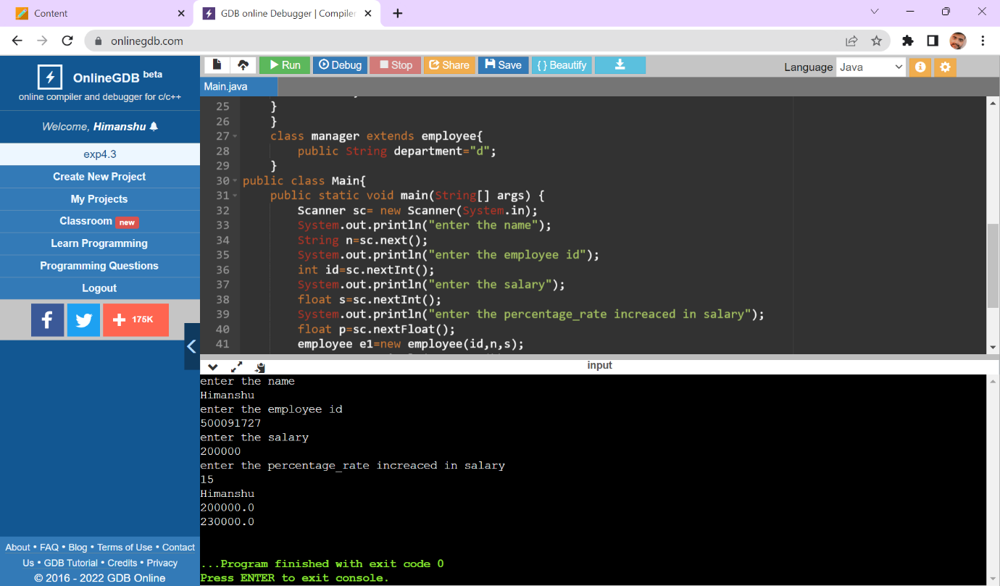 Content
GDB online Debugger | Compiler
onlinegdb.com
OnlineGDB beta
online compiler and debugger for c/c++
Welcome, Himanshu
exp4.3
Create New Project
My Projects
Classroom new
Learn Programming
Programming Questions
Logout
f
+ 175K
About • FAQ • Blog • Terms of Use • Contact
Us • GDB Tutorial • Credits • Privacy
© 2016 - 2022 GDB Online
Run Debug Stop Share Save { } Beautify
Language Java
Main.java
25 }
26 }
27 class manager extends employee{
28 public String department="d";
29 }
30 public class Main{
31 public static void main(String[] args) {
32 Scanner sc= new Scanner(System.in);
33 System.out.println("enter the name");
34 String n=sc.next();
35 System.out.println("enter the employee id");
36 int id=sc.nextInt();
37 System.out.println("enter the salary");
38 float s=sc.nextInt();
39 System.out.println("enter the percentage_rate increaced in salary");
40 float p=sc.nextFloat();
41 employee e1=new employee(id,n,s);
input
enter the name
Himanshu
enter the employee id
500091727
enter the salary
200000
enter the percentage_rate increaced in salary
15
Himanshu
200000.0
230000.0
...Program finished with exit code 0
Press ENTER to exit console.